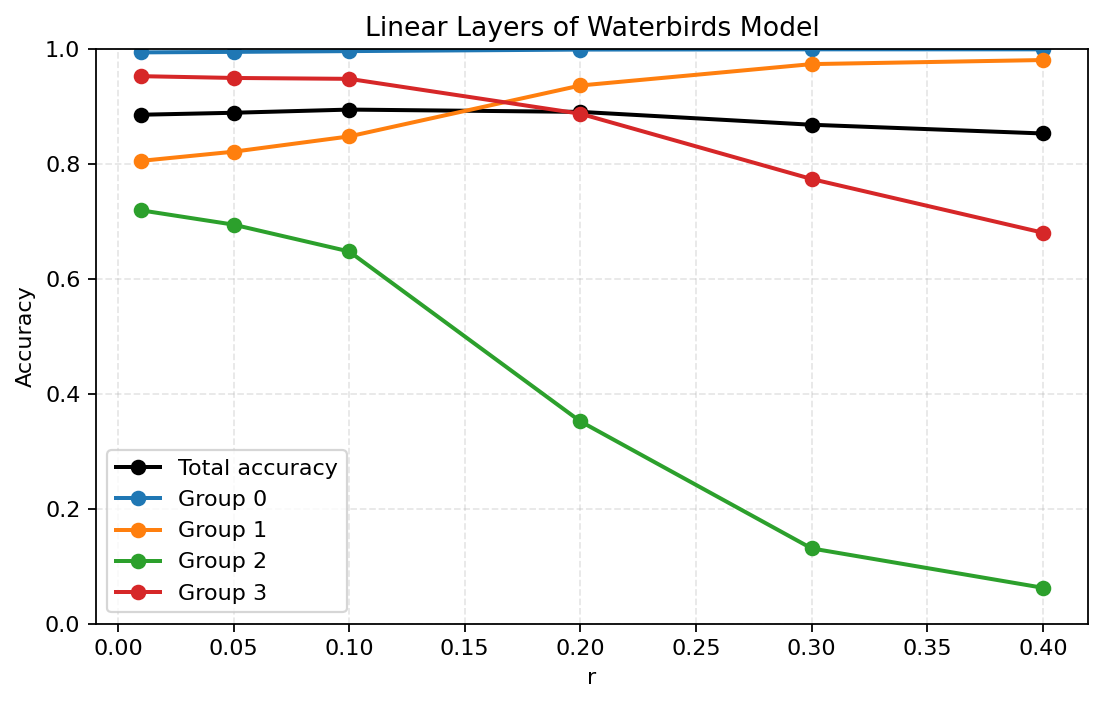 Linear Layers of Waterbirds Model
Accuracy
1.0
0.8
0.6
0.4
0.2
0.0
Total accuracy
Group 0
Group 1
Group 2
Group 3
0.00 0.05 0.10 0.15 0.20 0.25 0.30 0.35 0.40
r